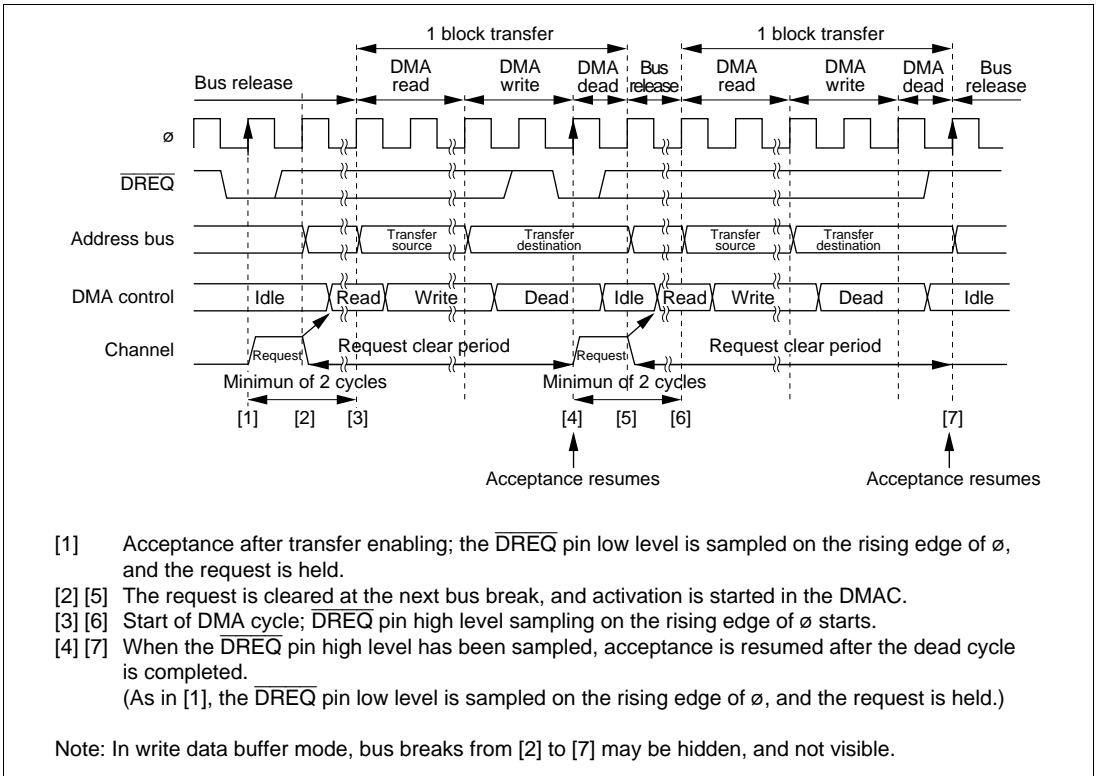 1 block transfer 1 block transfer
Bus release DMA read DMA write DMA dead Bus release DMA read DMA write DMA dead Bus release
ø
DREQ
Address bus Transfer source Transfer destination Transfer source Transfer destination
DMA control Idle Read Write Dead Idle Read Write Dead Idle
Channel Request Request clear period Request Request clear period
Minimun of 2 cycles Minimun of 2 cycles
[1] [2] [3] [4] [5] [6] [7]
Acceptance resumes Acceptance resumes
[1] Acceptance after transfer enabling; the DREQ pin low level is sampled on the rising edge of ø,
and the request is held.
[2] [5] The request is cleared at the next bus break, and activation is started in the DMAC.
[3] [6] Start of DMA cycle; DREQ pin high level sampling on the rising edge of ø starts.
[4] [7] When the DREQ pin high level has been sampled, acceptance is resumed after the dead cycle
is completed.
(As in [1], the DREQ pin low level is sampled on the rising edge of ø, and the request is held.)
Note: In write data buffer mode, bus breaks from [2] to [7] may be hidden, and not visible.